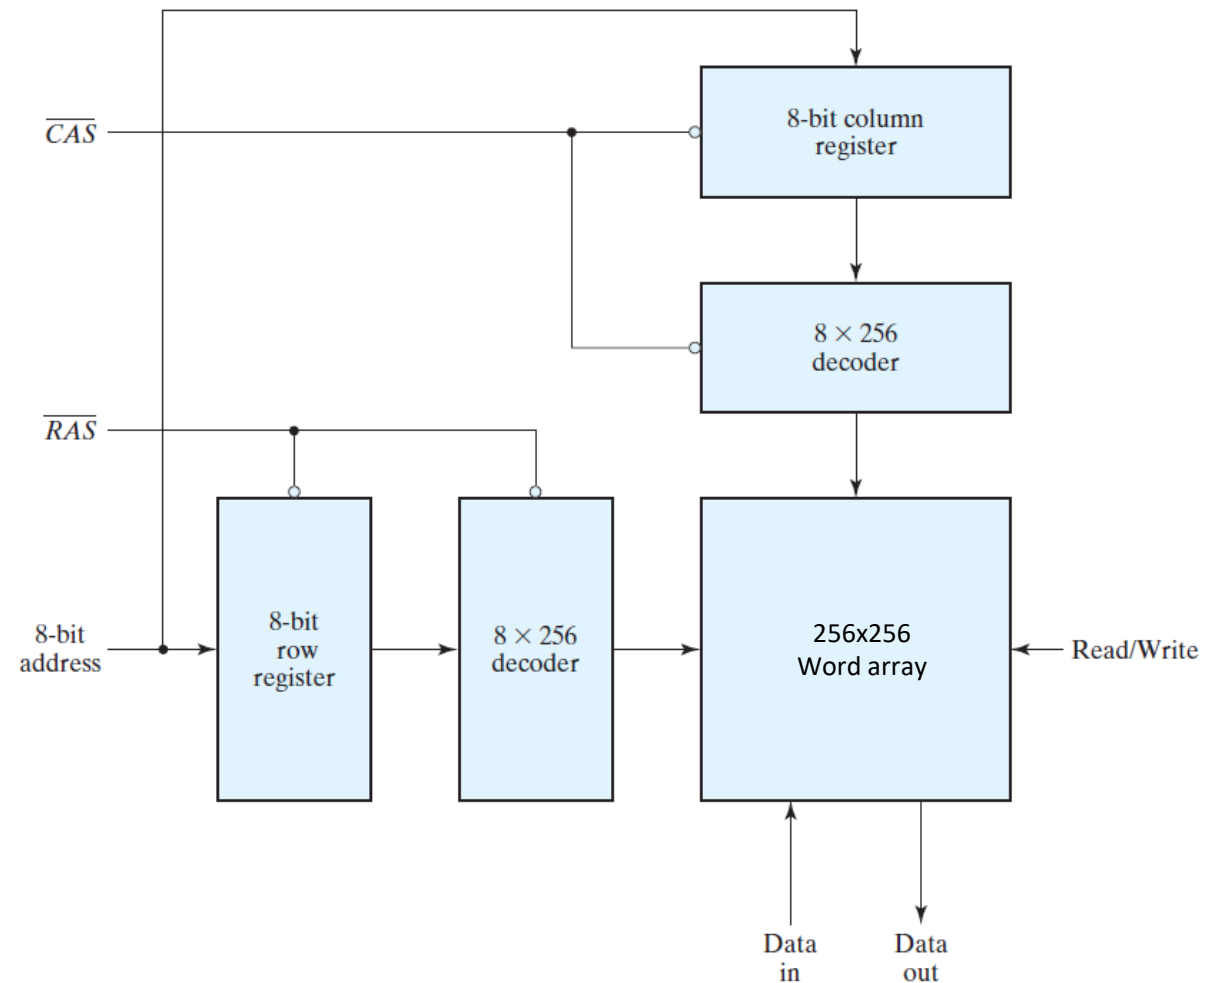 CAS
8-bit column
register
8 × 256
decoder
RAS
8-bit
address
8-bit
row
register
8 × 256
decoder
256x256
Word array
Read/Write
Data
in
Data
out